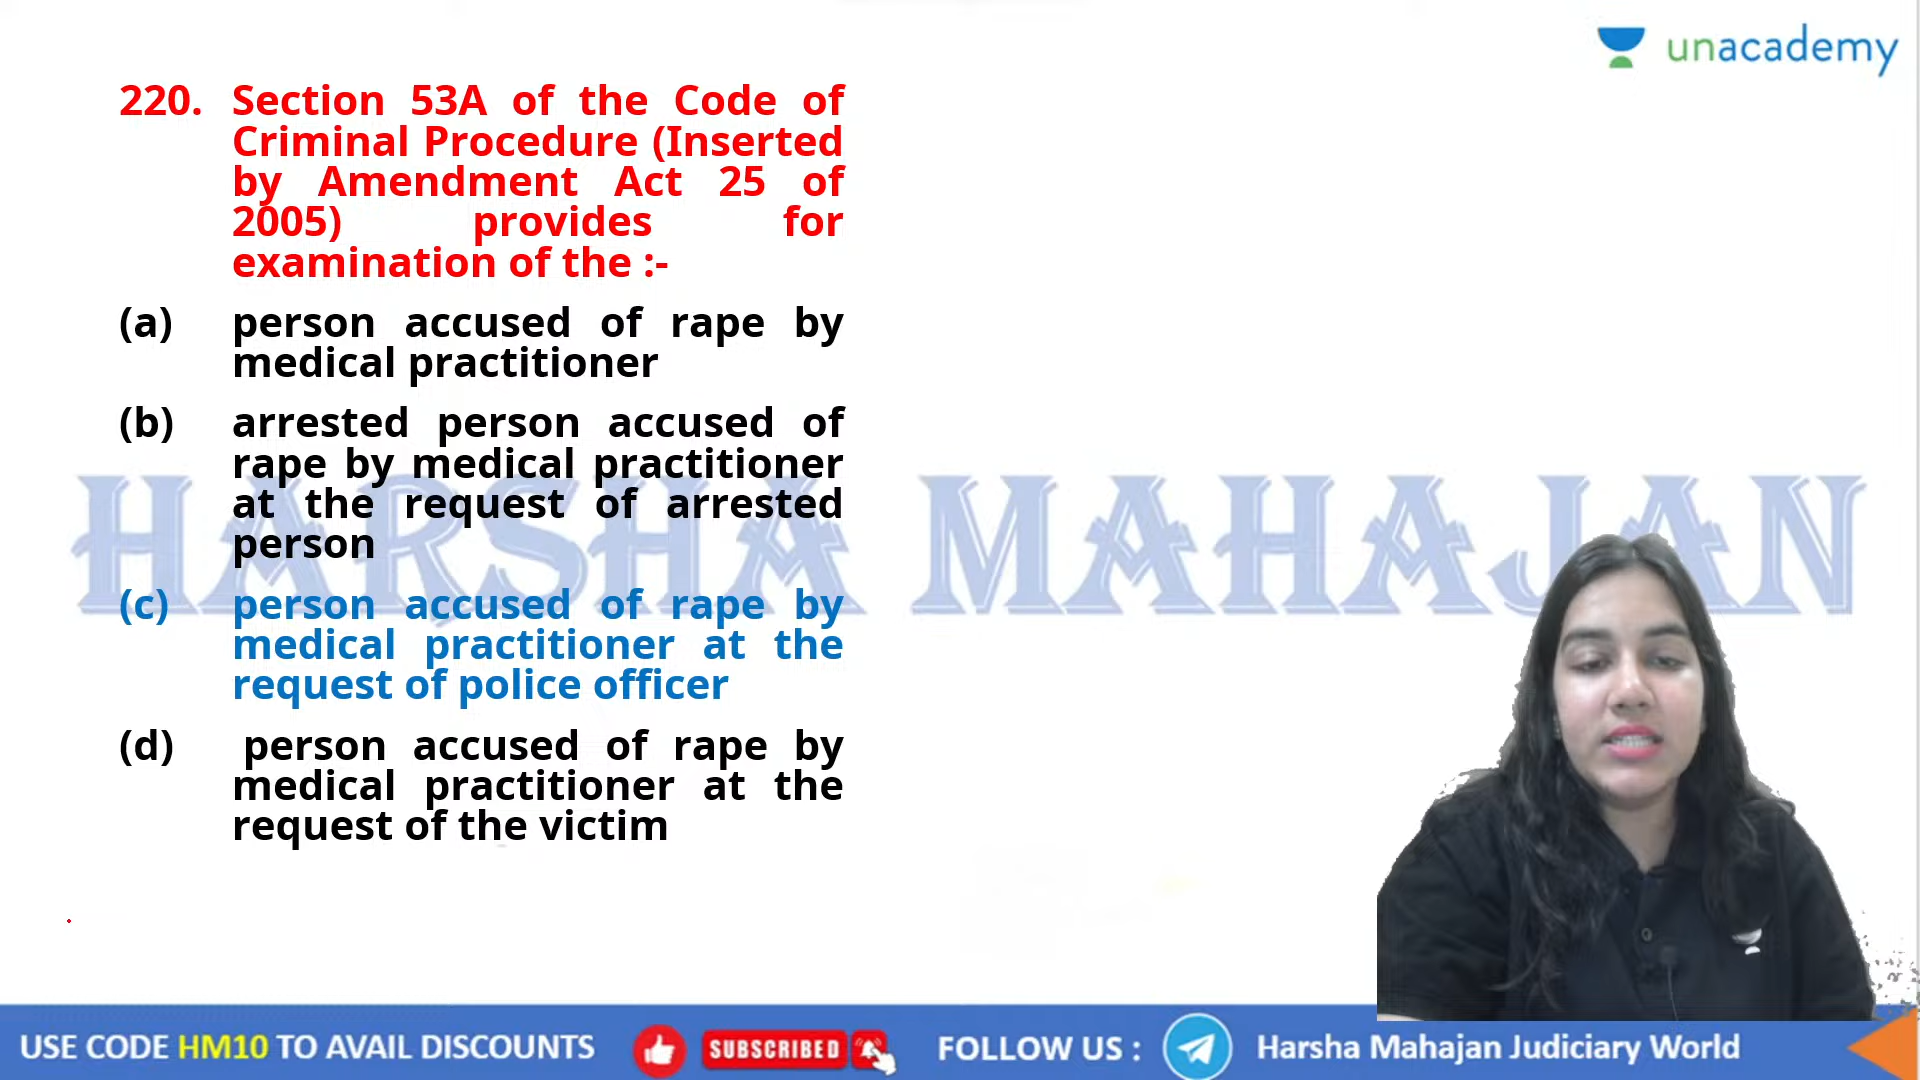 unacademy
220. Section 53A of the Code of
Criminal Procedure (Inserted
by Amendment Act 25 of
2005) provides for
examination of the :-
(a) person accused of rape by
medical practitioner
(b) arrested person accused of
rape by medical practitioner
at the request of arrested
person
(c) person accused of rape by
medical practitioner at the
request of police officer
(d) person accused of rape by
medical practitioner at the
request of the victim
HARSHA MAHAJAN
USE CODE HM10 TO AVAIL DISCOUNTS
SUBSCRIBED
FOLLOW US :
Harsha Mahajan Judiciary World